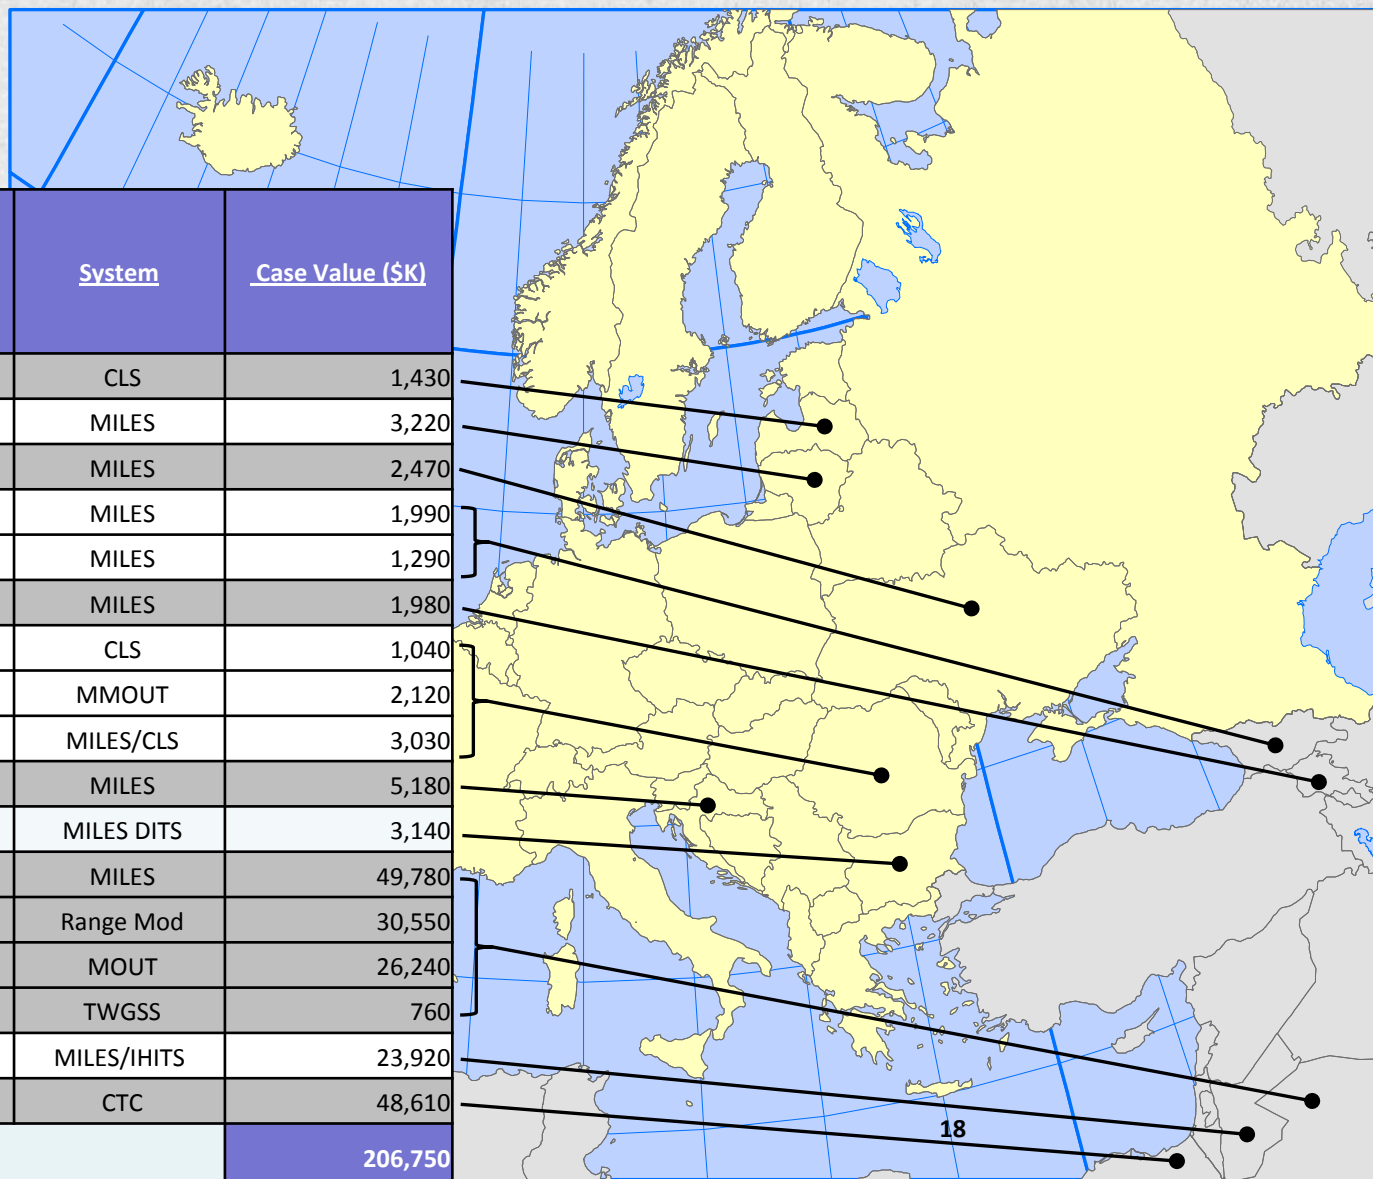 System Case Value ($K)
CLS 1,430
MILES 3,220
MILES 2,470
MILES 1,990
MILES 1,290
MILES 1,980
CLS 1,040
MMOUT 2,120
MILES/CLS 3,030
MILES 5,180
MILES DITS 3,140
MILES 49,780
Range Mod 30,550
MOUT 26,240
TWGSS 760
MILES/IHITS 23,920
CTC 48,610
18
206,750